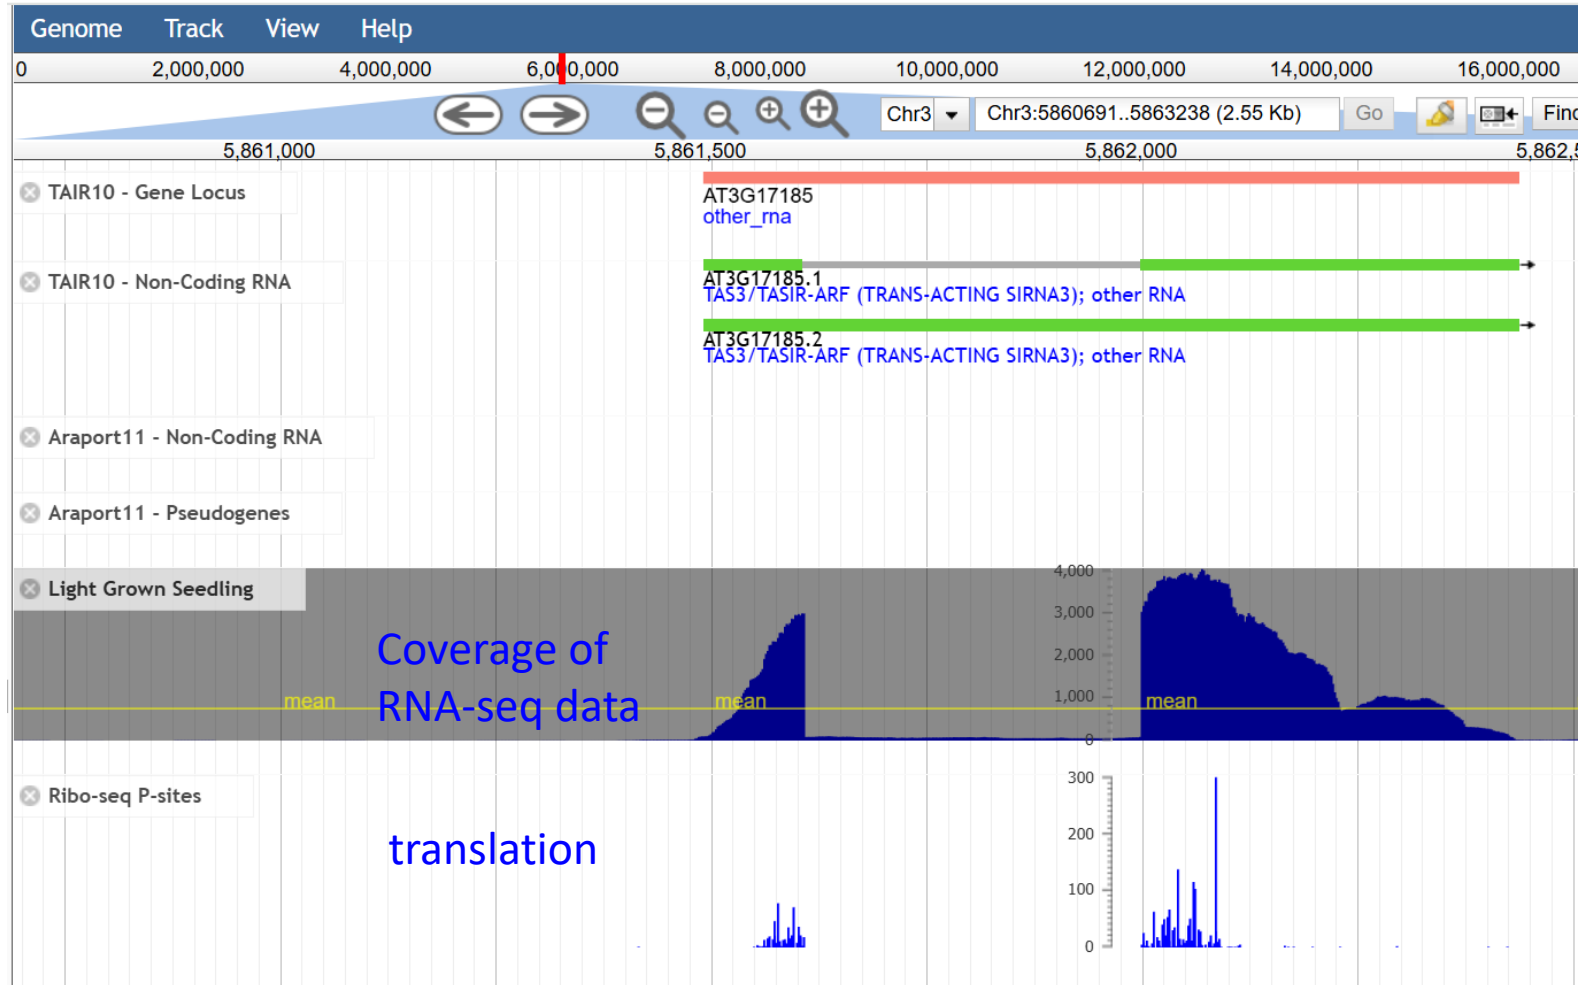 Genome Track View Help
0 2,000,000 4,000,000 6,000,000 8,000,000 10,000,000 12,000,000 14,000,000 16,000,000
Chr3 Chr3:5860691..5863238 (2.55 Kb) Go Find
5,861,000 5,861,500 5,862,000 5,862,5
TAIR10 - Gene Locus
AT3G17185
other_rna
TAIR10 - Non-Coding RNA
AT3G17185.1
TAS3/TASIR-ARF (TRANS-ACTING SIRNA3); other RNA
AT3G17185.2
TAS3/TASIR-ARF (TRANS-ACTING SIRNA3); other RNA
Araport11 - Non-Coding RNA
Araport11 - Pseudogenes
Light Grown Seedling
4,000
3,000
2,000
1,000
0
Coverage of
RNA-seq data
mean mean mean
Ribo-seq P-sites
300
200
100
0
translation